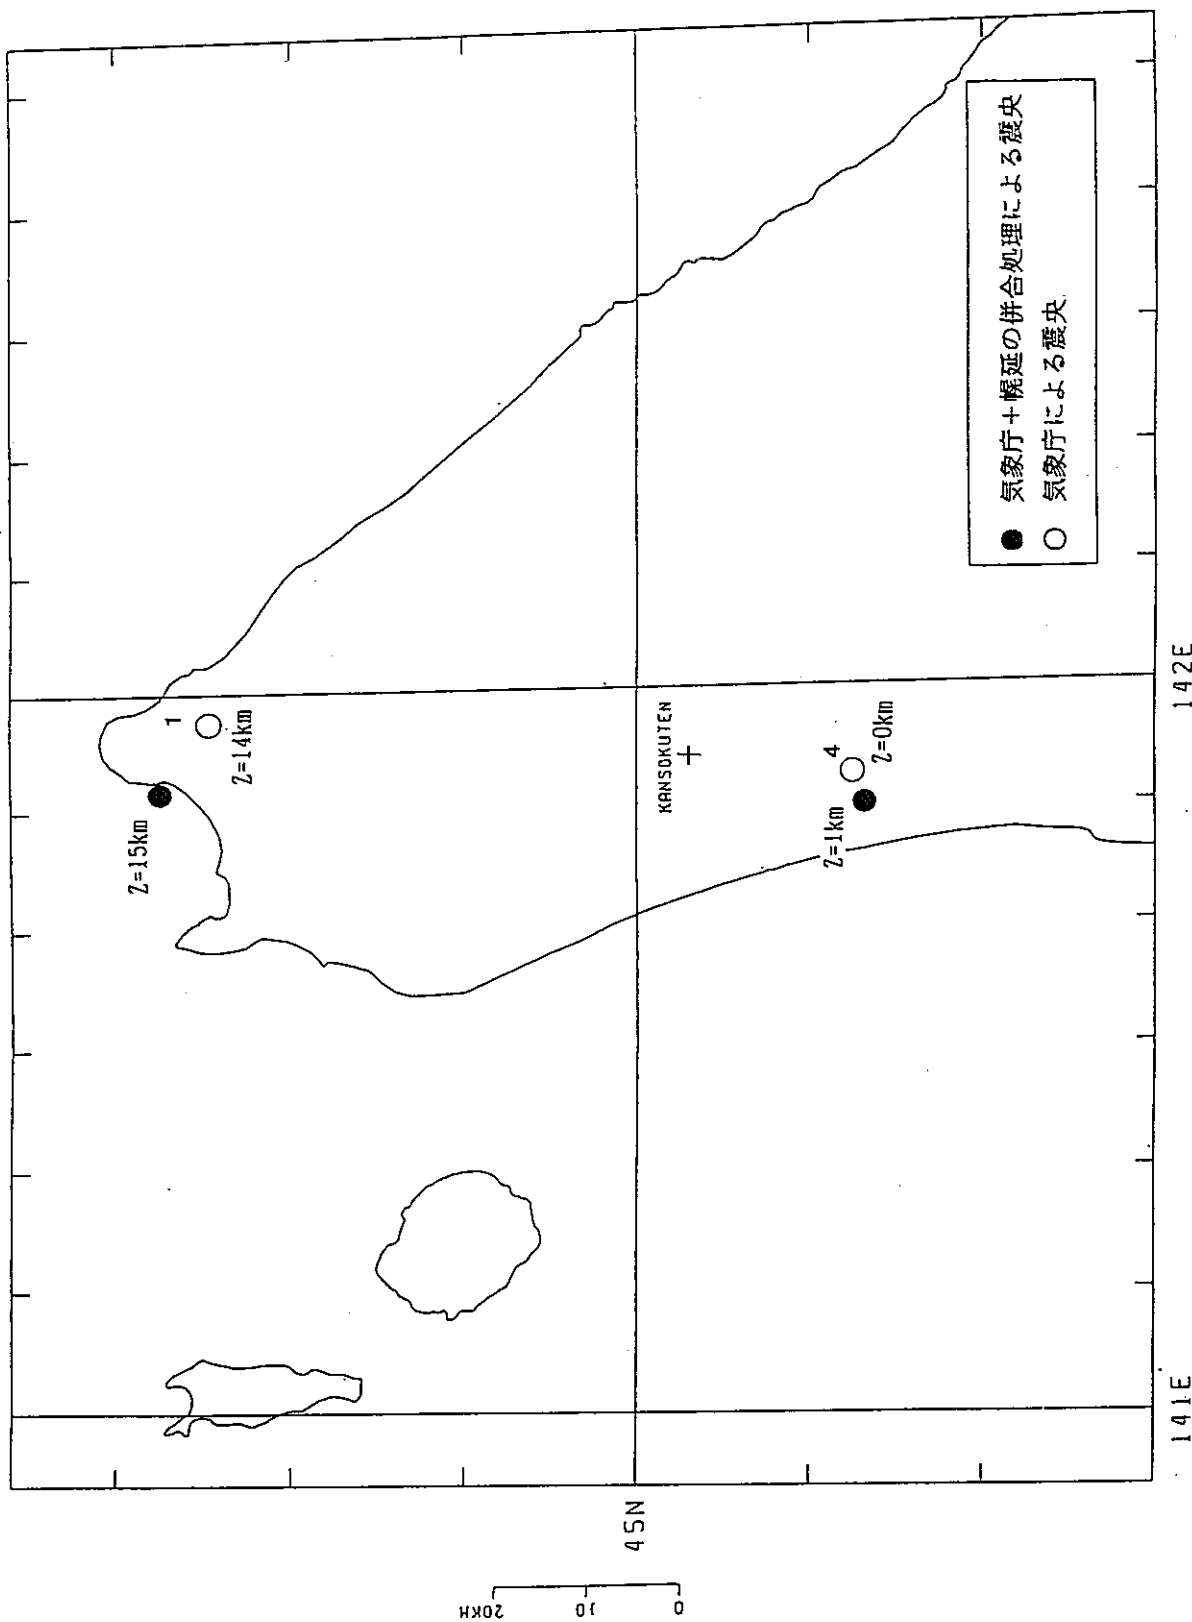 1
Z=14km
Z=15km
KANSOKUTEN
4
Z=0km
Z=1km
● 気象庁+幌延の併合処理による震央
○ 気象庁による震央
45N
141E
142E
0
10
20KM